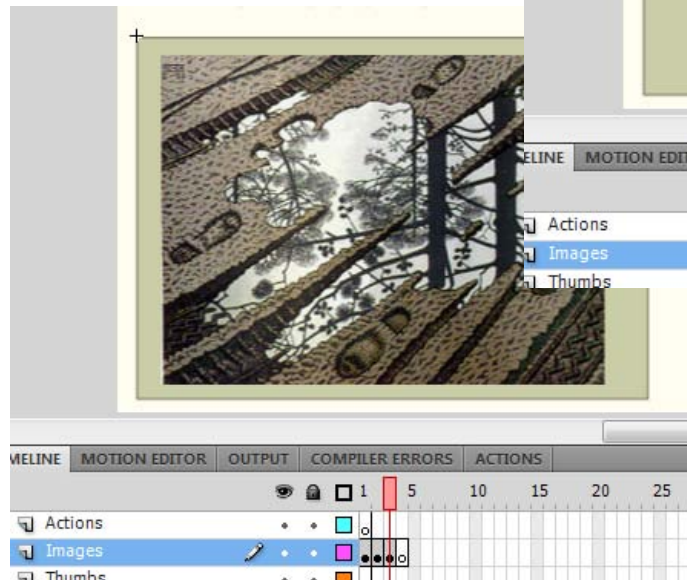 ELINE MOTION EDIT
Actions
Images
Thumbs
MELINE MOTION EDITOR OUTPUT COMPILER ERRORS ACTIONS
1 5 10 15 20 25
Actions
Images
Thumbs